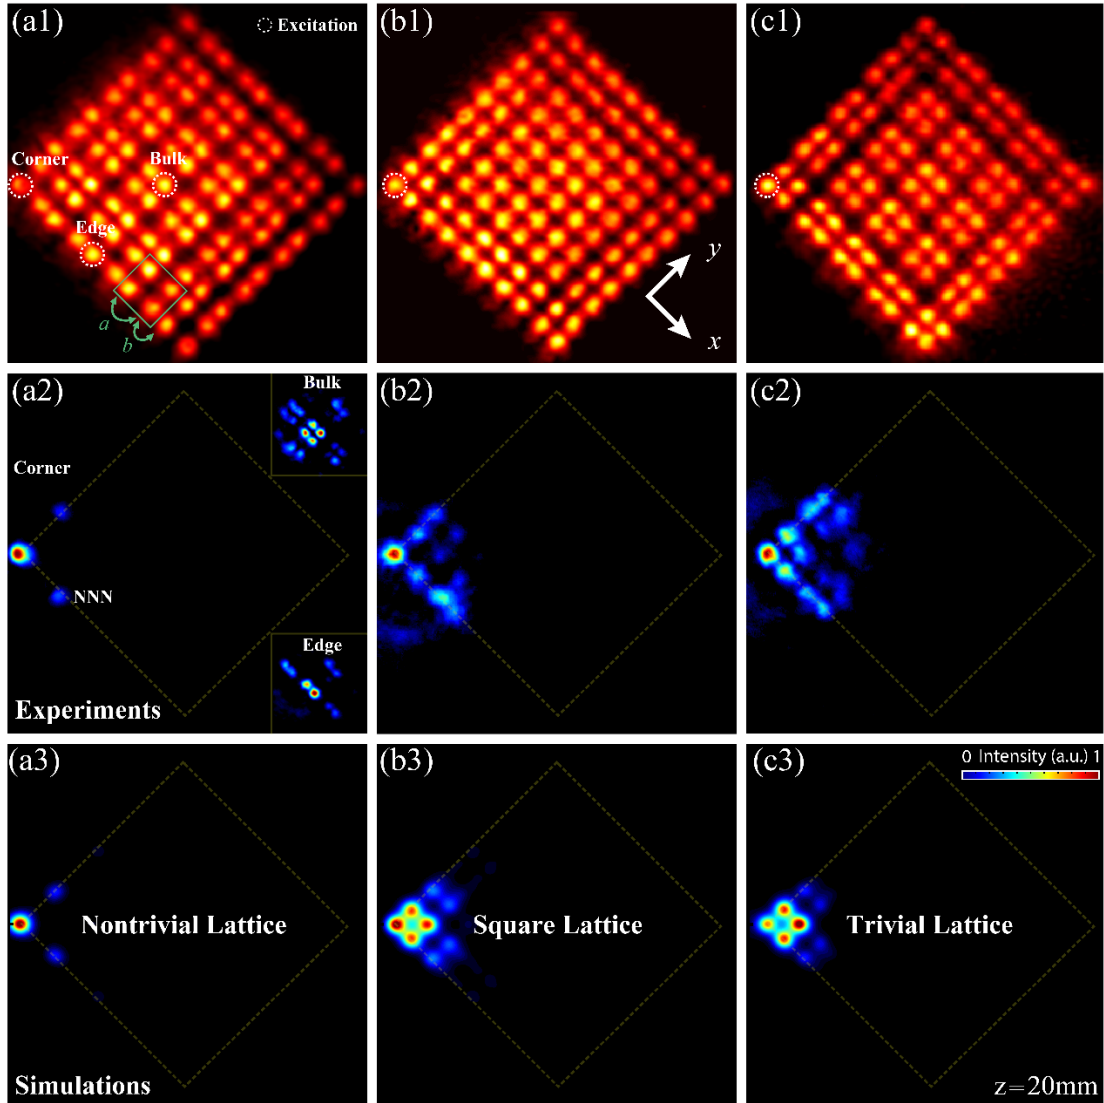 (a1)
Excitation
(b1)
(c1)
Corner
Bulk
Edge
a
b
y
x
(a2)
Bulk
(b2)
(c2)
Corner
NNN
Edge
Experiments
(a3)
(b3)
(c3)
0 Intensity (a.u.) 1
Nontrivial Lattice
Square Lattice
Trivial Lattice
Simulations
z=20mm